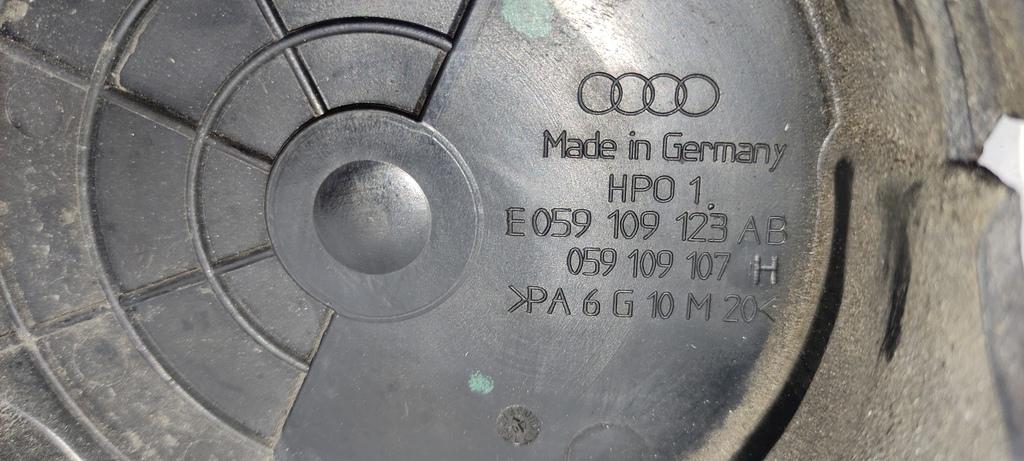 Made in Germany
HPO 1.
E 059 109 123 AB
059 109 107 H
>PA 6 G 10 M 20<